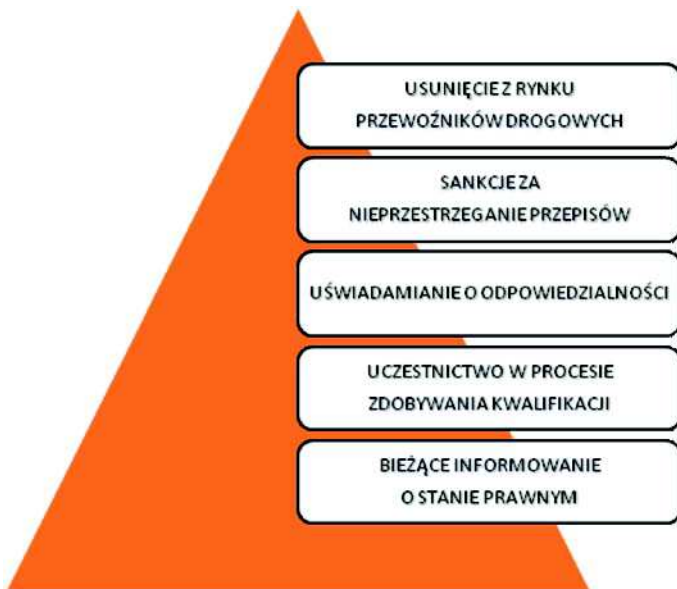 USUNIĘCIE Z RYNKU
PRZEWOŹNIKÓW DROGOWYCH
SANKCJE ZA
NIEPRZESTRZEGANIE PRZEPISÓW
UŚWIADAMIANIE O ODPOWIEDZIALNOŚCI
UCZESTNICTWO W PROCESIE
ZDOBYWANIA KWALIFIKACJI
BIEŻĄCE INFORMOWANIE
O STANIE PRAWNYM